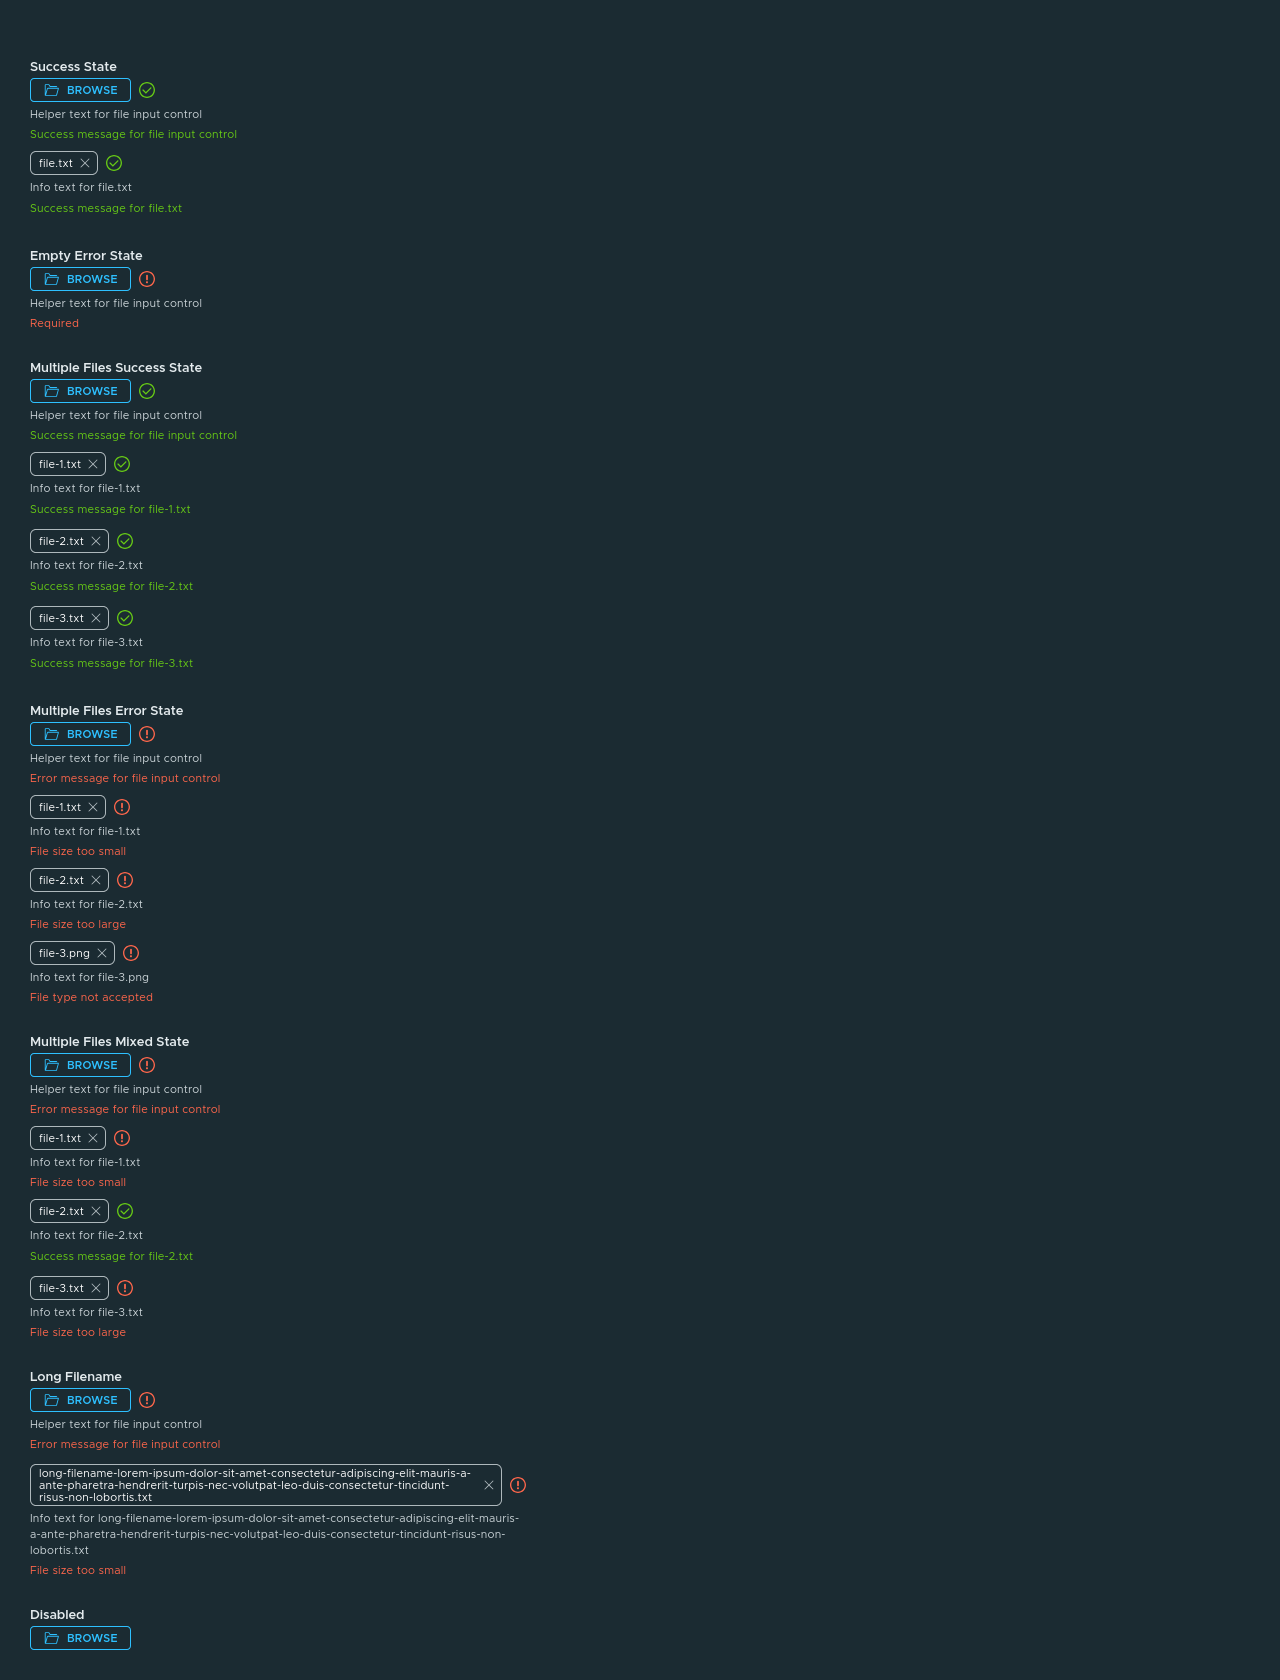 Success State
BROWSE
Helper text for file input control
Success message for file input control
file.txt
Info text for file.txt
Success message for file.txt
Empty Error State
BROWSE
Helper text for file input control
Required
Multiple Files Success State
BROWSE
Helper text for file input control
Success message for file input control
file-1.txt
Info text for file-1.txt
Success message for file-1.txt
file-2.txt
Info text for file-2.txt
Success message for file-2.txt
file-3.txt
Info text for file-3.txt
Success message for file-3.txt
Multiple Files Error State
BROWSE
Helper text for file input control
Error message for file input control
file-1.txt
Info text for file-1.txt
File size too small
file-2.txt
Info text for file-2.txt
File size too large
file-3.png
Info text for file-3.png
File type not accepted
Multiple Files Mixed State
BROWSE
Helper text for file input control
Error message for file input control
file-1.txt
Info text for file-1.txt
File size too small
file-2.txt
Info text for file-2.txt
Success message for file-2.txt
file-3.txt
Info text for file-3.txt
File size too large
Long Filename
BROWSE
Helper text for file input control
Error message for file input control
long-filename-lorem-ipsum-dolor-sit-amet-consectetur-adipiscing-elit-mauris-a-
ante-pharetra-hendrerit-turpis-nec-volutpat-leo-duis-consectetur-tincidunt-
risus-non-lobortis.txt
Info text for long-filename-lorem-ipsum-dolor-sit-amet-consectetur-adipiscing-elit-mauris-
a-ante-pharetra-hendrerit-turpis-nec-volutpat-leo-duis-consectetur-tincidunt-risus-non-
lobortis.txt
File size too small
Disabled
BROWSE